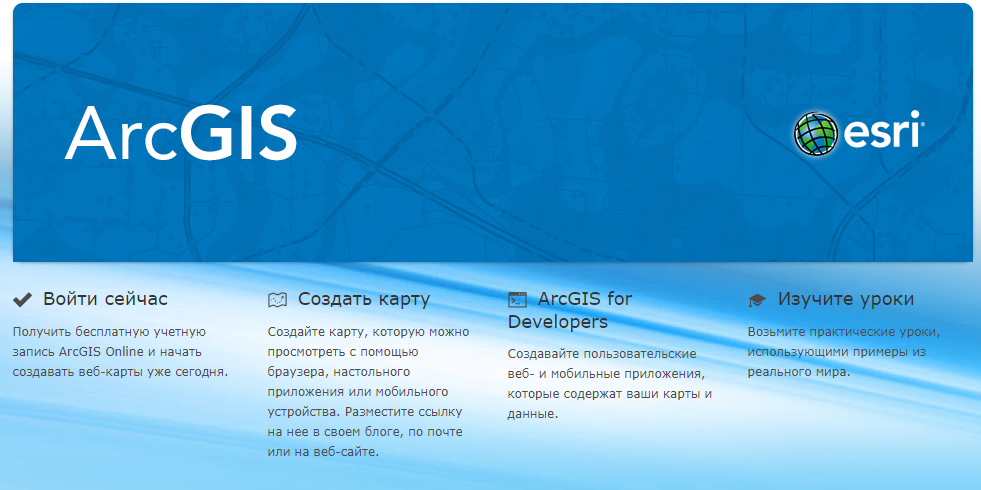 ArcGIS
esri®
Войти сейчас
Получить бесплатную учетную
запись ArcGIS Online и начать
создавать веб-карты уже сегодня.
Создать карту
Создайте карту, которую можно
просмотреть с помощью
браузера, настольного
приложения или мобильного
устройства. Разместите ссылку
на нее в своем блоге, по почте
или на веб-сайте.
ArcGIS for
Developers
Создавайте пользовательские
веб- и мобильные приложения,
которые содержат ваши карты и
данные.
Изучите уроки
Возьмите практические уроки,
использующими примеры из
реального мира.